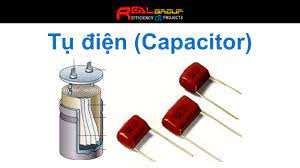 REAL GROUP
EFFICIENCY PROJECTS
Tụ điện (Capacitor)